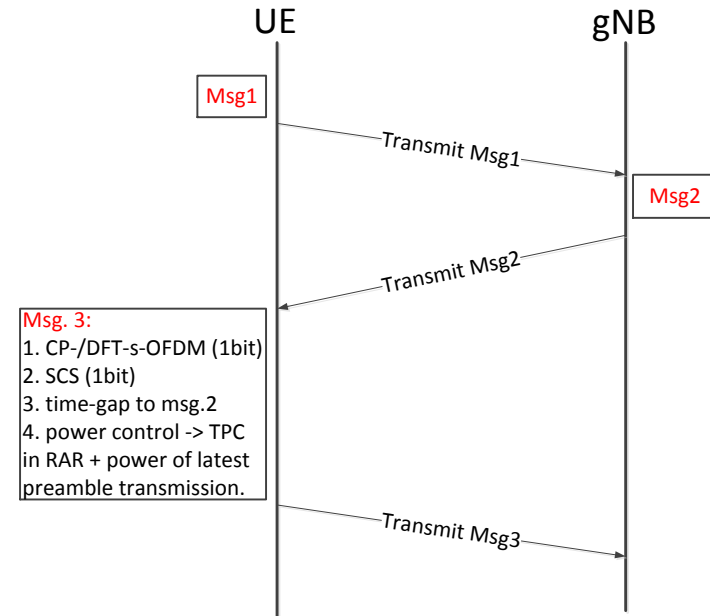 UE
gNB
Msg1
Transmit Msg1
Msg2
Transmit Msg2
Msg. 3:
1. CP-/DFT-s-OFDM (1bit)
2. SCS (1bit)
3. time-gap to msg.2
4. power control -> TPC
in RAR + power of latest
preamble transmission.
Transmit Msg3